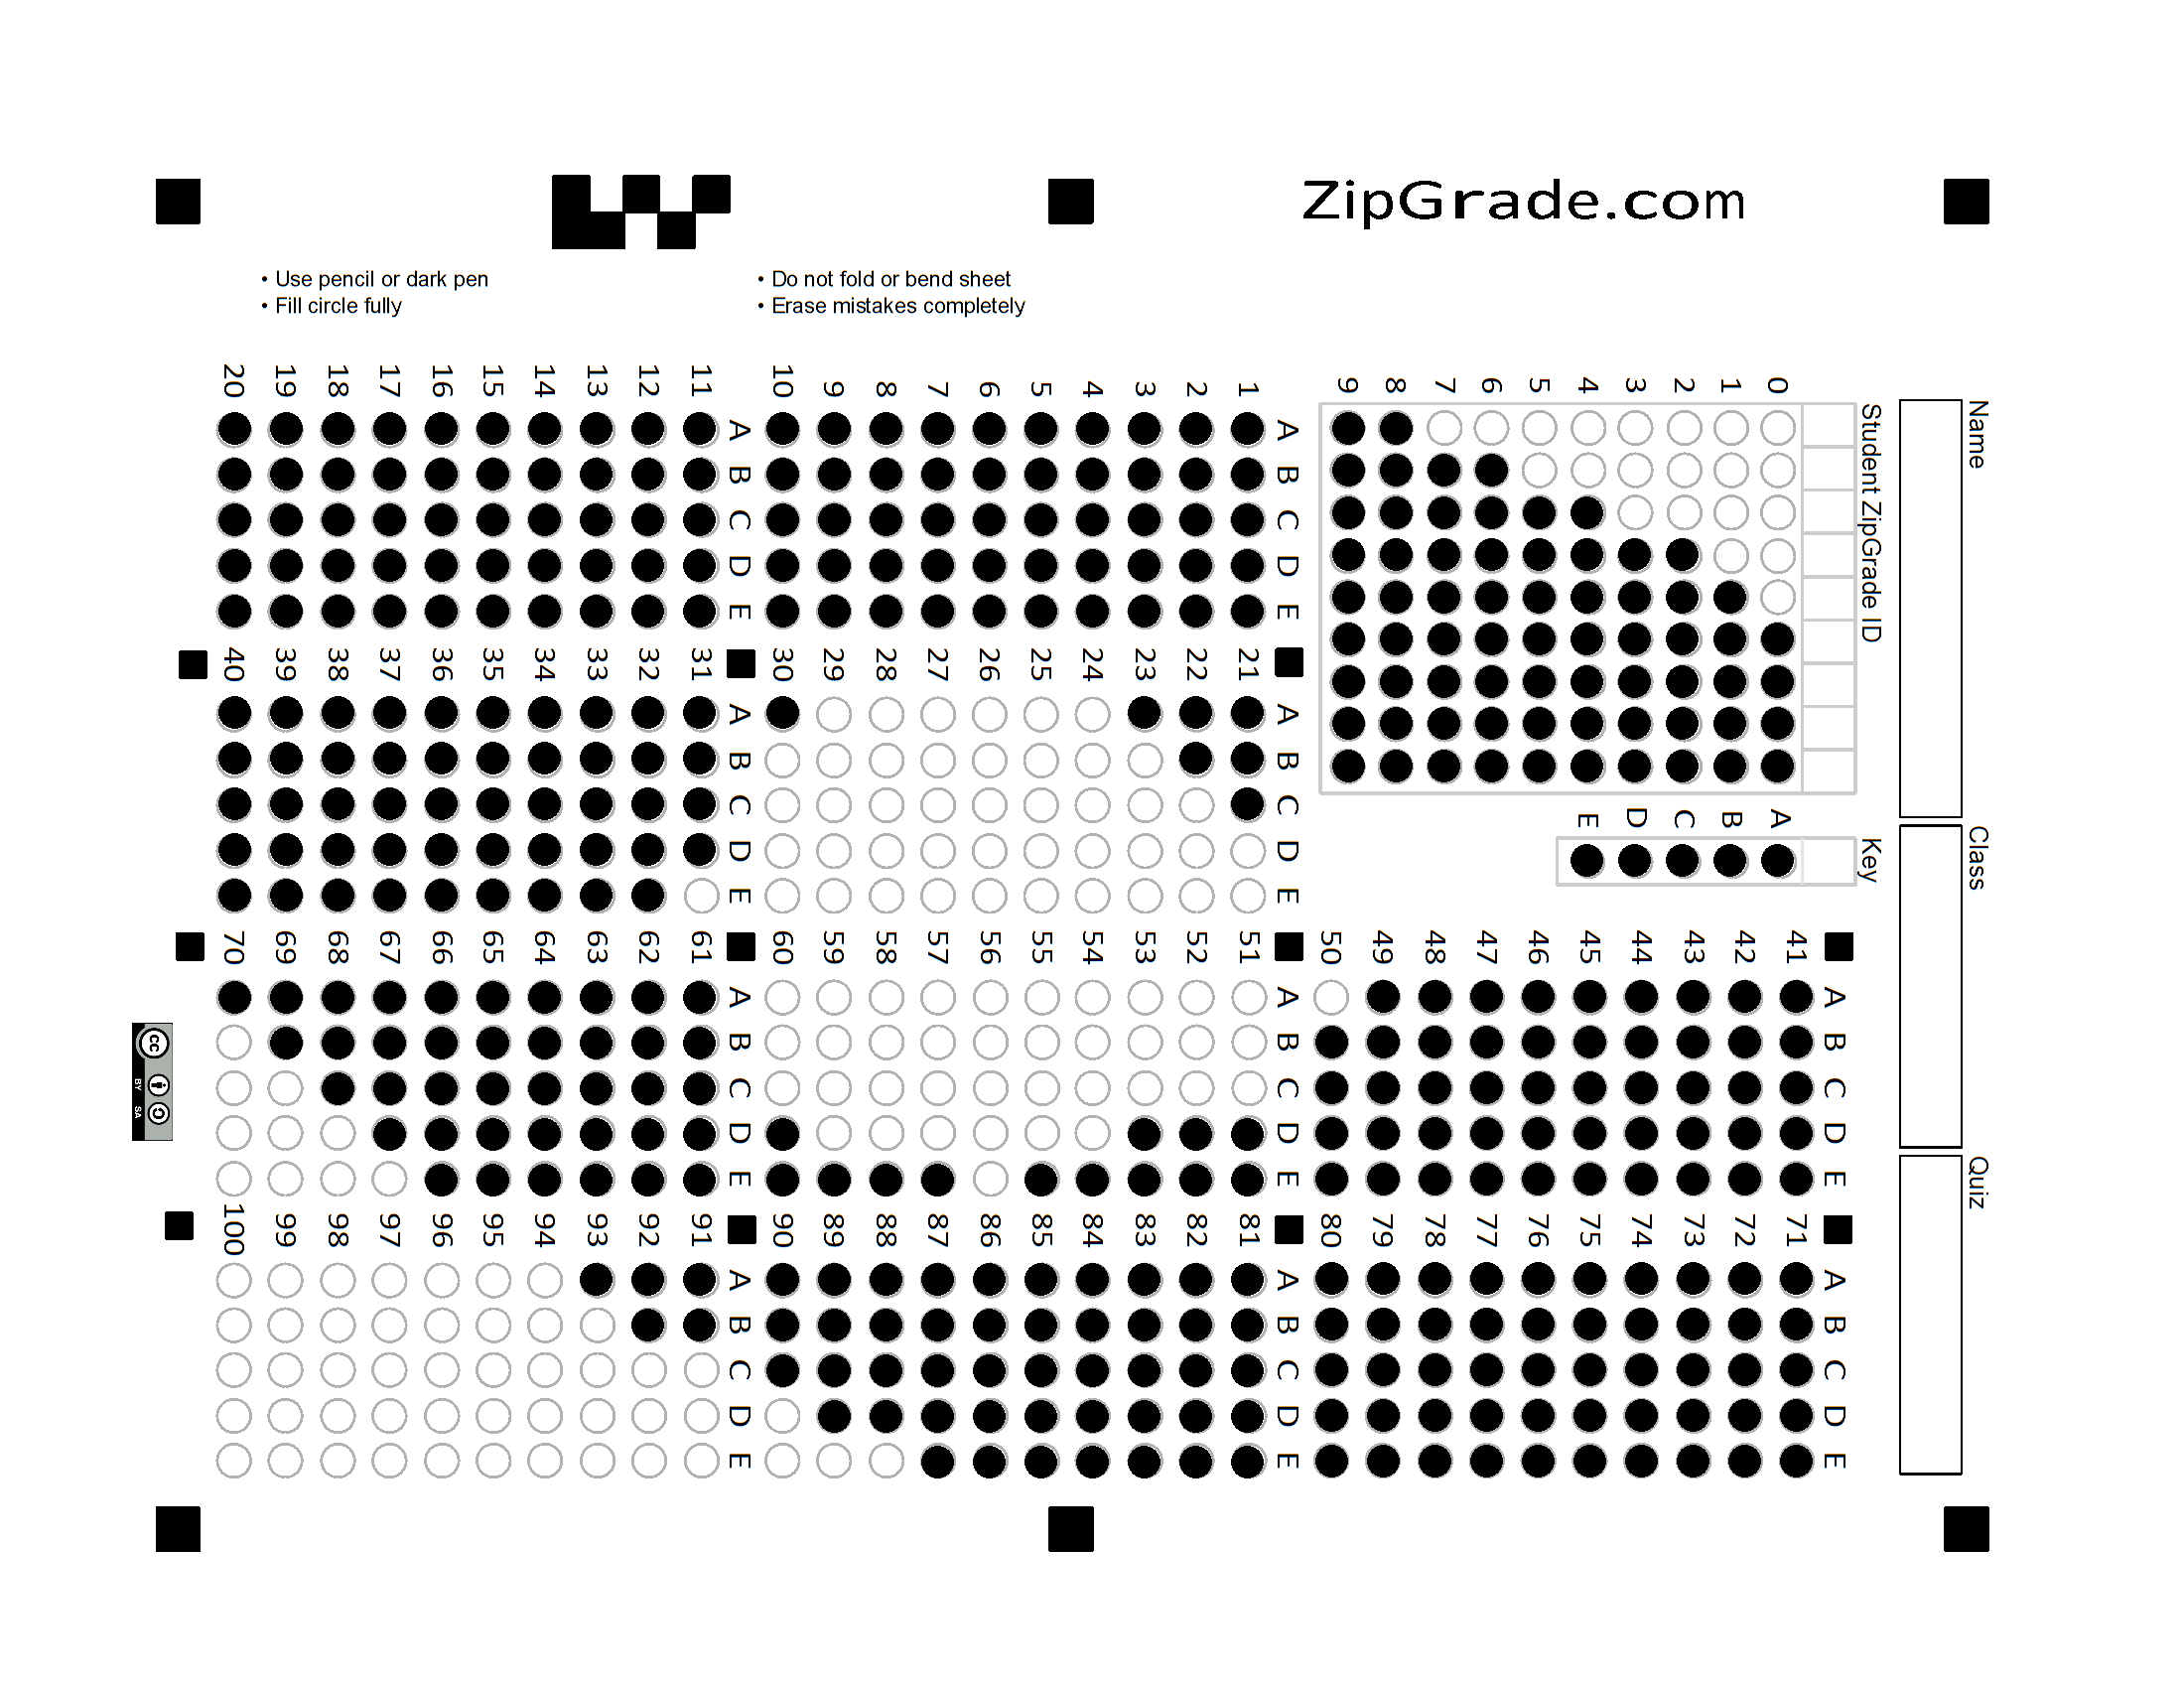 ZipGrade.com
• Use pencil or dark pen
• Fill circle fully
• Do not fold or bend sheet
• Erase mistakes completely
Name
Class
Quiz
Student ZipGrade ID
0 1 2 3 4 5 6 7 8 9
Key
A B C D E
A B C D E
1 2 3 4 5 6 7 8 9 10
A B C D E
11 12 13 14 15 16 17 18 19 20
A B C D E
21 22 23 24 25 26 27 28 29 30
A B C D E
31 32 33 34 35 36 37 38 39 40
A B C D E
41 42 43 44 45 46 47 48 49 50
A B C D E
51 52 53 54 55 56 57 58 59 60
A B C D E
61 62 63 64 65 66 67 68 69 70
A B C D E
71 72 73 74 75 76 77 78 79 80
A B C D E
81 82 83 84 85 86 87 88 89 90
A B C D E
91 92 93 94 95 96 97 98 99 100
cc
BY SA